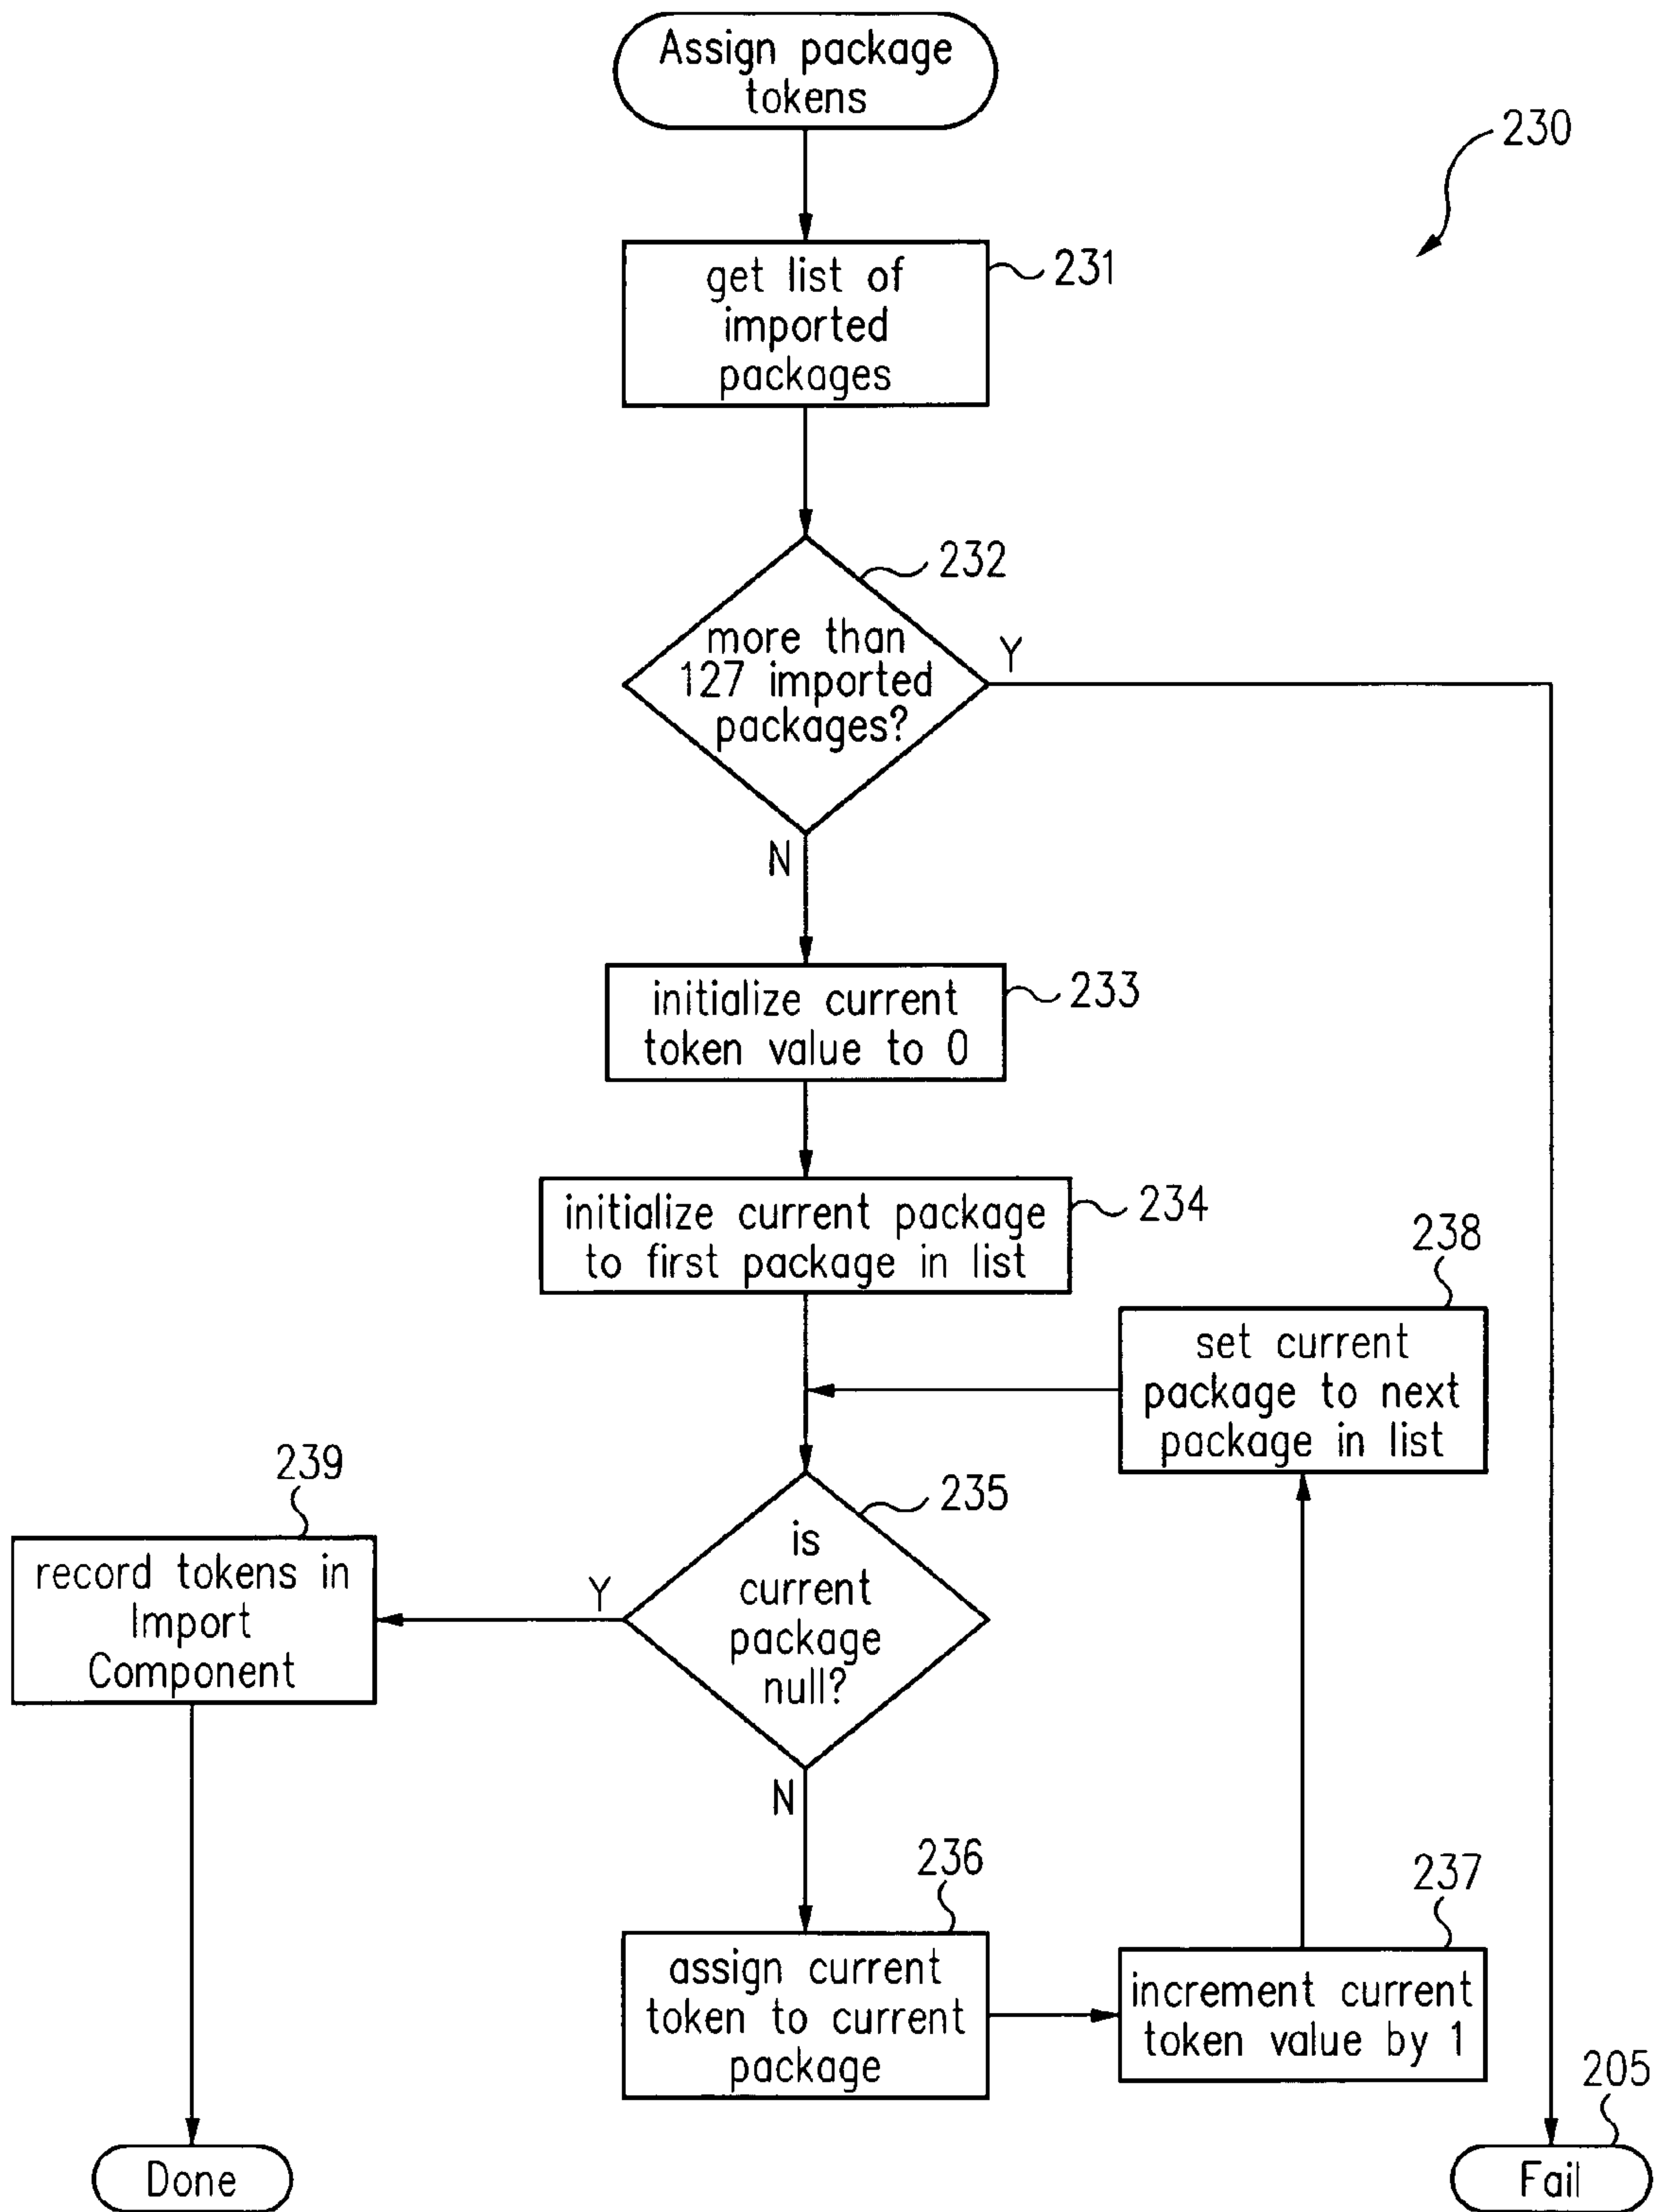 Assign package
tokens
230
get list of
imported
packages
231
232
more than
127 imported
packages?
Y
N
initialize current
token value to 0
233
initialize current package
to first package in list
234
238
set current
package to next
package in list
239
record tokens in
Import
Component
235
is
current
package
null?
Y
N
236
assign current
token to current
package
237
increment current
token value by 1
205
Done
Fail